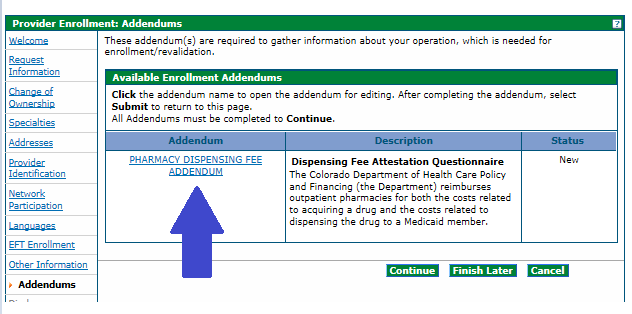 Provider Enrollment: Addendums
?
Welcome
Request
Information
Change of
Ownership
Specialties
Addresses
Provider
Identification
Network
Participation
Languages
EFT Enrollment
Other Information
Addendums
These addendum(s) are required to gather information about your operation, which is needed for
enrollment/revalidation.
Available Enrollment Addendums
Click the addendum name to open the addendum for editing. After completing the addendum, select
Submit to return to this page.
All Addendums must be completed to Continue.
Addendum Description Status
PHARMACY DISPENSING FEE
ADDENDUM
Dispensing Fee Attestation Questionnaire
The Colorado Department of Health Care Policy
and Financing (the Department) reimburses
outpatient pharmacies for both the costs related
to acquiring a drug and the costs related to
dispensing the drug to a Medicaid member.
New
Continue Finish Later Cancel